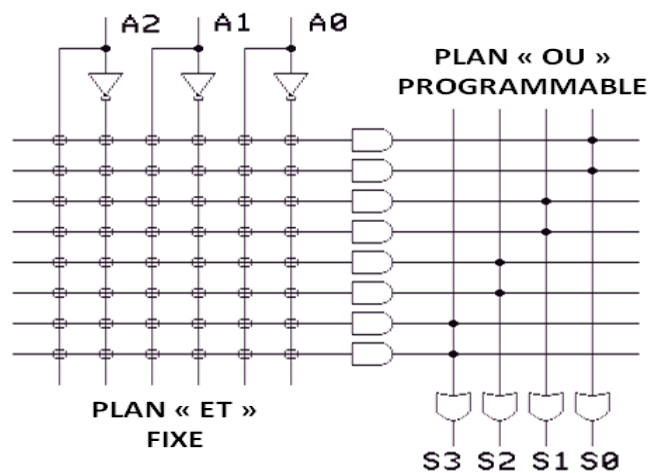 A2 A1 A0
PLAN « OU »
PROGRAMMABLE
PLAN « ET »
FIXE
S3 S2 S1 S0